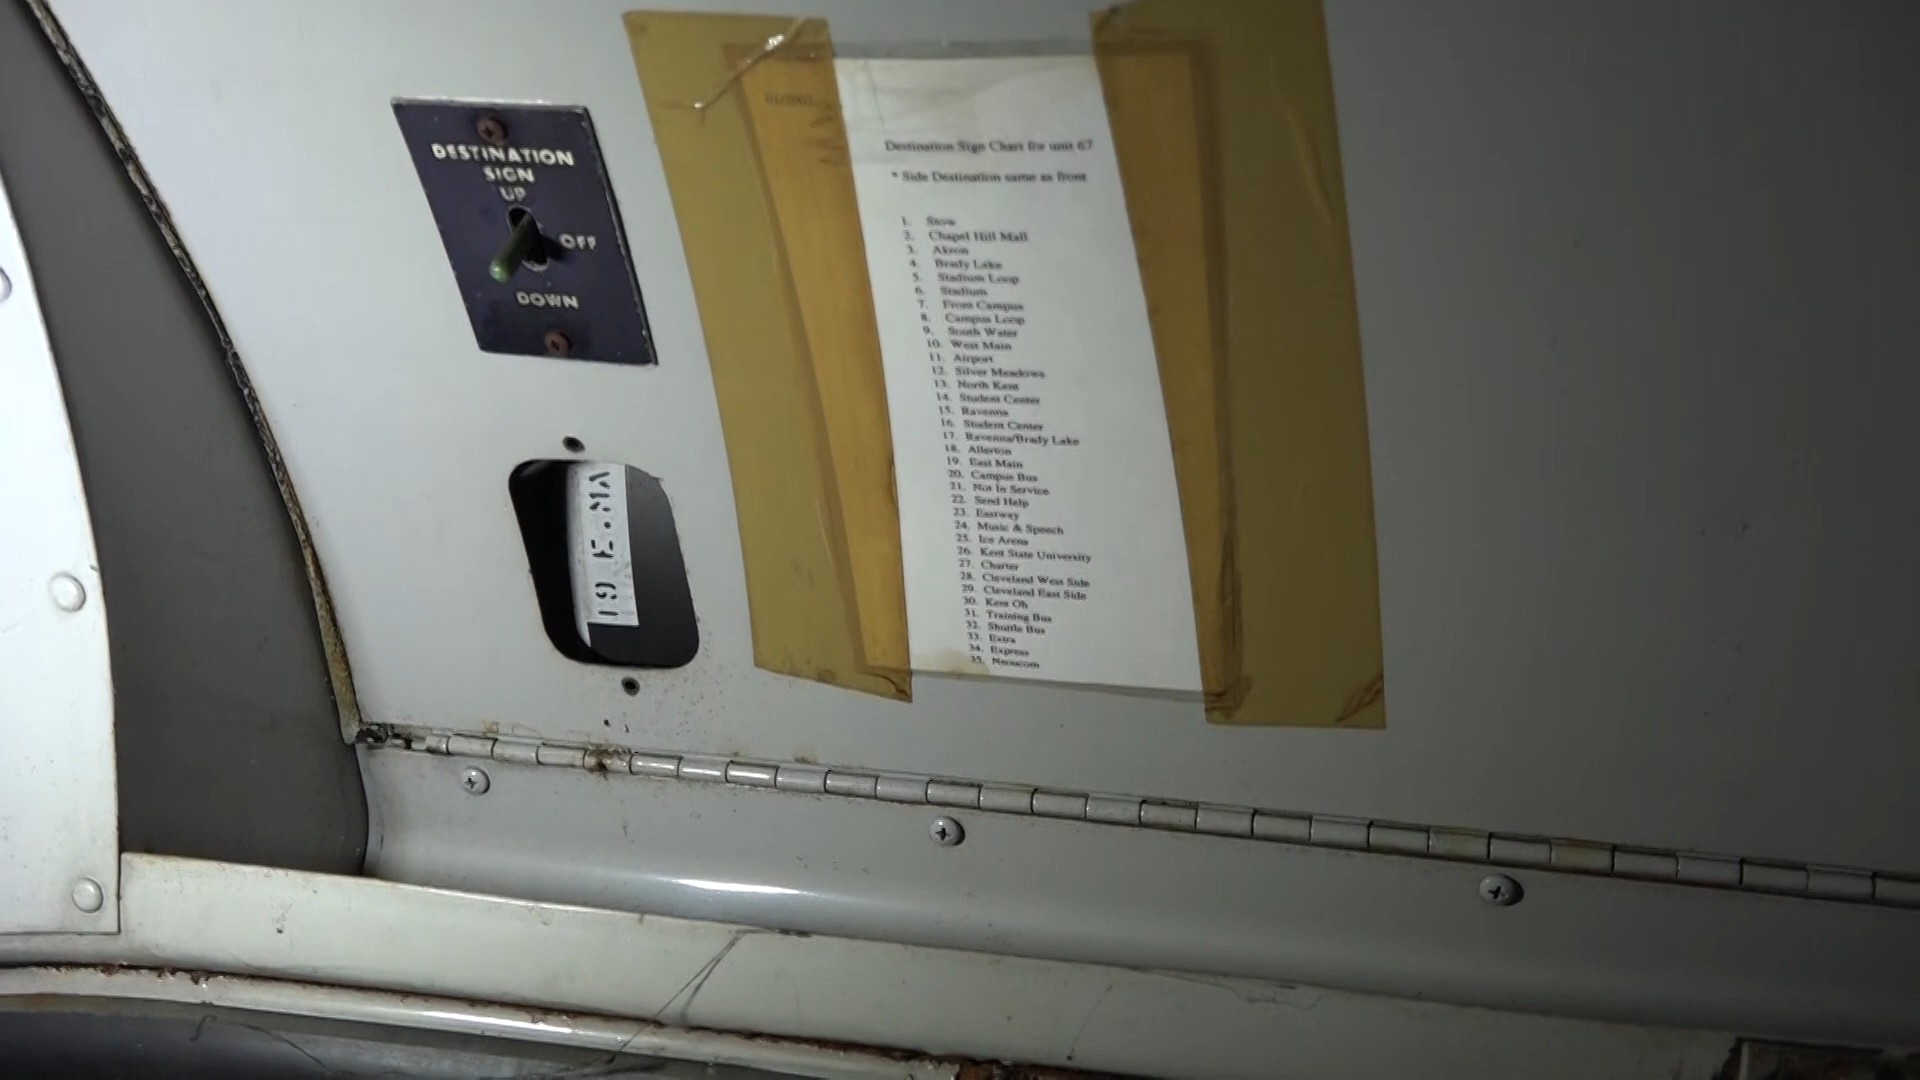 DESTINATION
SIGN
UP
OFF
DOWN
19 E. MA
01/2002
Destination Sign Chart for unit 67
* Side Destination same as front
1. Stow
2. Chapel Hill Mall
3. Akron
4. Brady Lake
5. Stadium Loop
6. Stadium
7. Front Campus
8. Campus Loop
9. South Water
10. West Main
11. Airport
12. Silver Meadows
13. North Kent
14. Student Center
15. Ravenna
16. Student Center
17. Ravenna/Brady Lake
18. Allerton
19. East Main
20. Campus Bus
21. Not In Service
22. Send Help
23. Eastway
24. Music & Speech
25. Ice Arena
26. Kent State University
27. Charter
28. Cleveland West Side
29. Cleveland East Side
30. Kent Oh
31. Training Bus
32. Shuttle Bus
33. Extra
34. Express
35. Neoucom